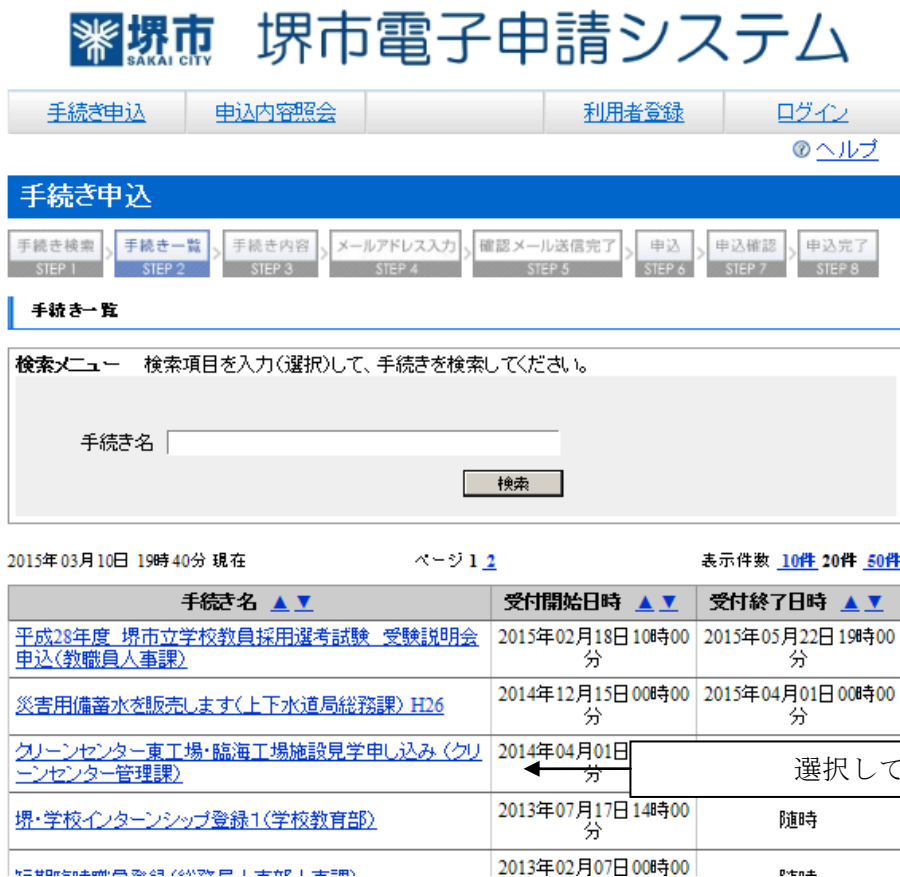 堺市
SAKAI CITY
堺市電子申請システム
手続き申込 申込内容照会 利用者登録 ログイン
ヘルプ
手続き申込
手続き検索 手続き一覧 手続き内容 メールアドレス入力 確認メール送信完了 申込 申込確認 申込完了
STEP 1 STEP 2 STEP 3 STEP 4 STEP 5 STEP 6 STEP 7 STEP 8
手続き一覧
検索メニュー 検索項目を入力(選択)して、手続きを検索してください。
手続き名
検索
2015年03月10日 19時40分 現在 ページ 1 2 表示件数 10件 20件 50件
手続き名 ▲ ▼ 受付開始日時 ▲ ▼ 受付終了日時 ▲ ▼
平成28年度 堺市立学校教員採用選考試験 受験説明会
申込(教職員人事課)
2015年02月18日 10時00
分
2015年05月22日 19時00
分
災害用備蓄水を販売します(上下水道局総務課) H26
2014年12月15日 00時00
分
2015年04月01日 00時00
分
クリーンセンター東工場・臨海工場施設見学申し込み (クリ
ーンセンター管理課)
2014年04月01日
分
選択して
堺・学校インターンシップ登録1(学校教育部)
2013年07月17日 14時00
分
随時
短期臨時職員登録(総務局人事部人事課)
2013年02月07日 00時00
随時